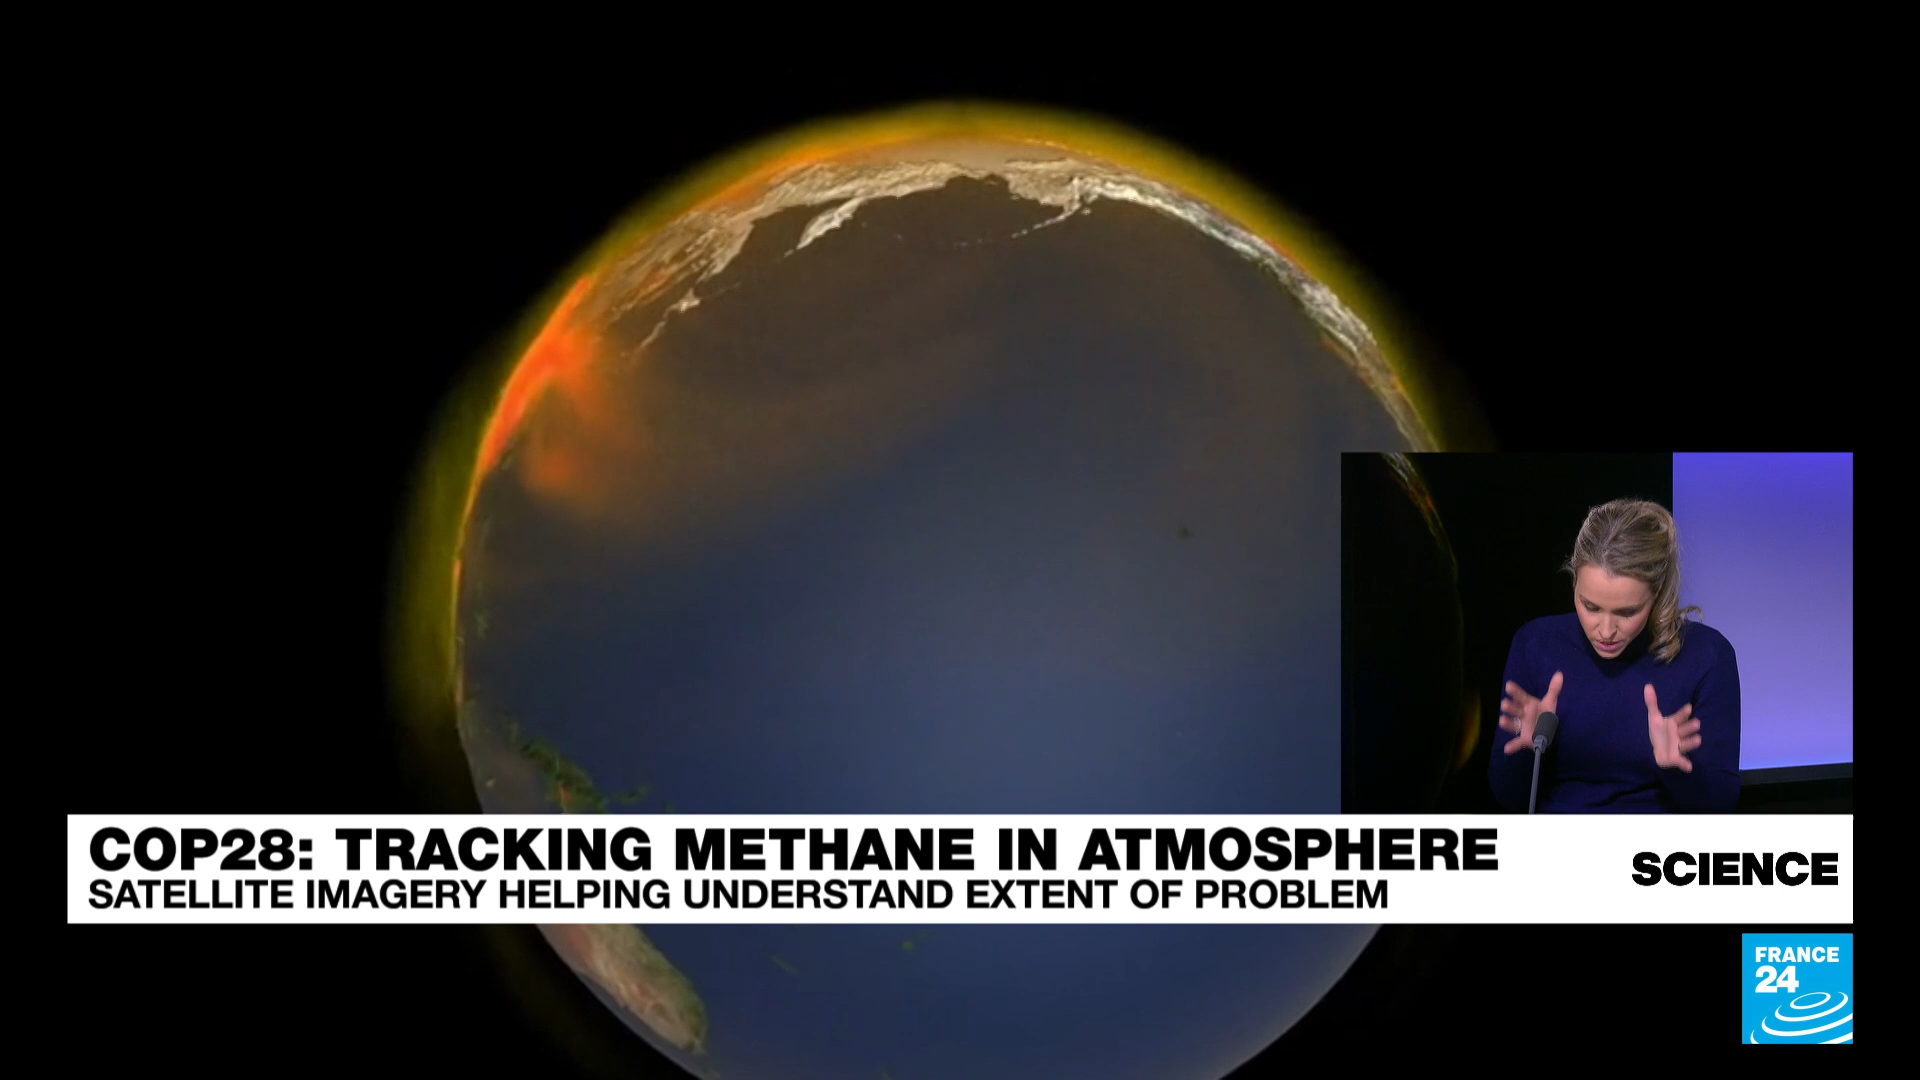 COP28: TRACKING METHANE IN ATMOSPHERE
SATELLITE IMAGERY HELPING UNDERSTAND EXTENT OF PROBLEM
SCIENCE
FRANCE
24